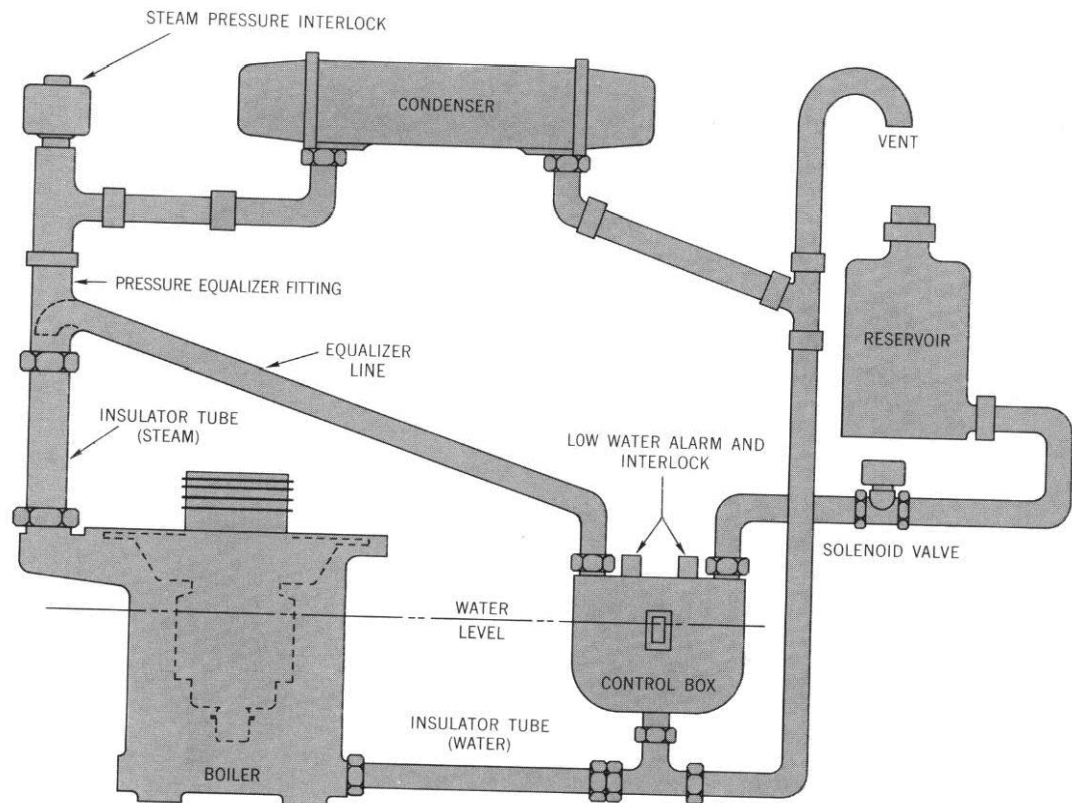 STEAM PRESSURE INTERLOCK
CONDENSER
VENT
PRESSURE EQUALIZER FITTING
RESERVOIR
EQUALIZER
LINE
INSULATOR TUBE
(STEAM)
LOW WATER ALARM AND
INTERLOCK
SOLENOID VALVE
WATER
LEVEL
CONTROL BOX
INSULATOR TUBE
(WATER)
BOILER